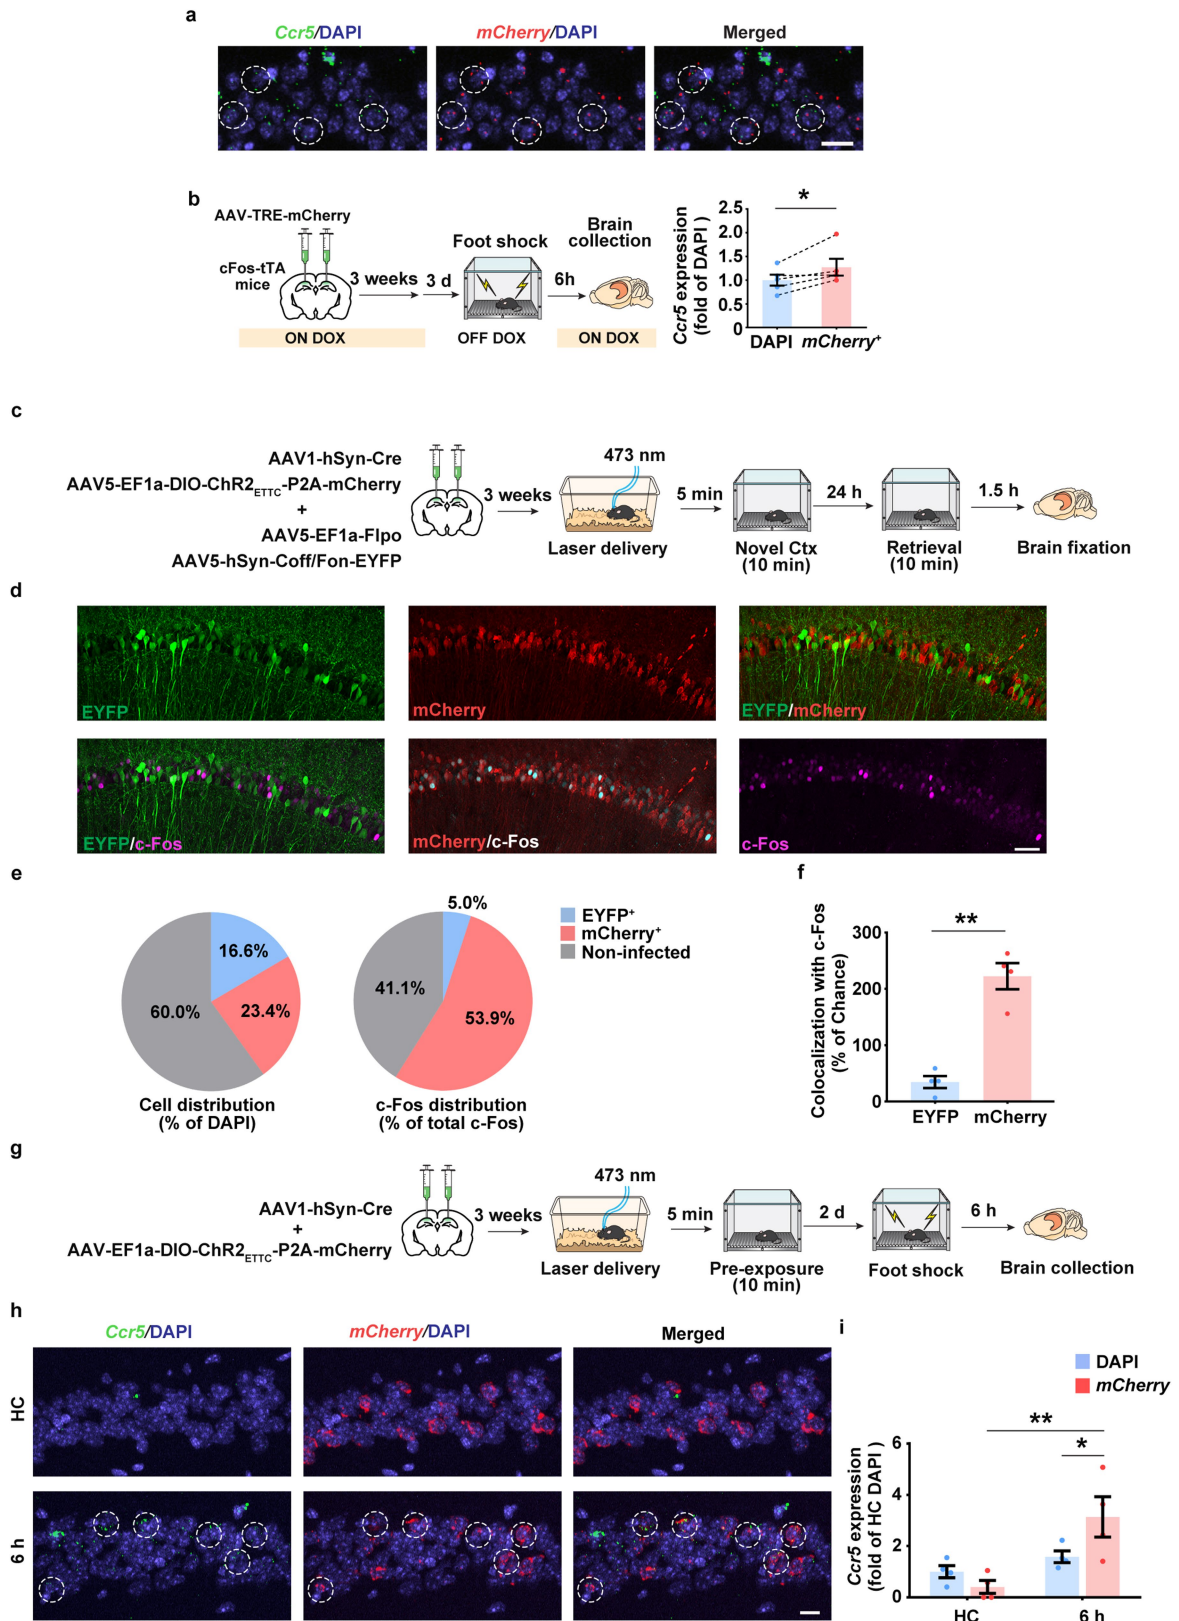 a
Ccr5/DAPI
mCherry/DAPI
Merged
b
AAV-TRE-mCherry
cFos-tTA
mice
3 weeks
3 d
Foot shock
6h
Brain
collection
ON DOX
OFF DOX
ON DOX
Ccr5 expression
(fold of DAPI )
2.5
2.0
1.5
1.0
0.5
0
*
DAPI
mCherry⁺
c
AAV1-hSyn-Cre
AAV5-EF1a-DIO-ChR2ETTC-P2A-mCherry
+
AAV5-EF1a-Flpo
AAV5-hSyn-Coff/Fon-EYFP
3 weeks
473 nm
Laser delivery
5 min
Novel Ctx
(10 min)
24 h
Retrieval
(10 min)
1.5 h
Brain fixation
d
EYFP
mCherry
EYFP/mCherry
EYFP/c-Fos
mCherry/c-Fos
c-Fos
e
16.6%
23.4%
60.0%
Cell distribution
(% of DAPI)
5.0%
53.9%
41.1%
c-Fos distribution
(% of total c-Fos)
EYFP⁺
mCherry⁺
Non-infected
f
Colocalization with c-Fos
(% of Chance)
300
200
100
0
**
EYFP
mCherry
g
AAV1-hSyn-Cre
+
AAV-EF1a-DIO-ChR2ETTC-P2A-mCherry
3 weeks
473 nm
Laser delivery
5 min
Pre-exposure
(10 min)
2 d
Foot shock
6 h
Brain collection
h
Ccr5/DAPI
mCherry/DAPI
Merged
HC
6 h
i
DAPI
mCherry
Ccr5 expression
(fold of HC DAPI )
6
4
2
0
**
*
HC
6 h